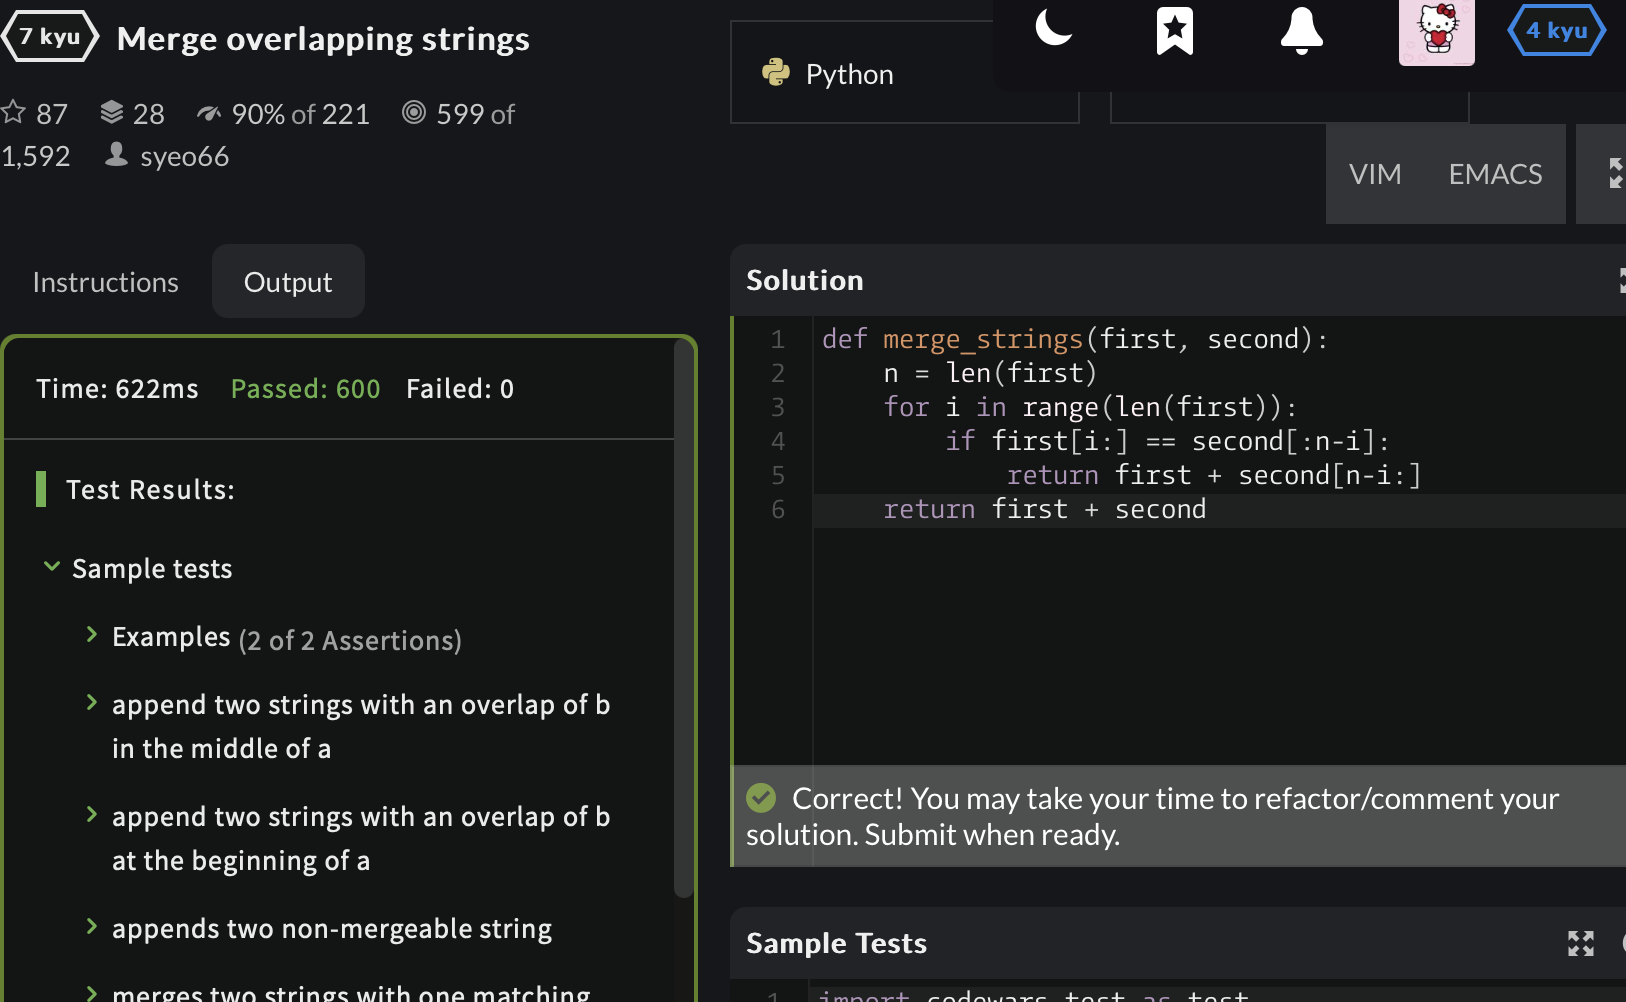 7 kyu Merge overlapping strings
87 28 90% of 221 599 of
1,592 syeo66
Python
4 kyu
VIM EMACS
Instructions Output
Time: 622ms Passed: 600 Failed: 0
Test Results:
Sample tests
Examples (2 of 2 Assertions)
append two strings with an overlap of b
in the middle of a
append two strings with an overlap of b
at the beginning of a
appends two non-mergeable string
merges two strings with one matching
Solution
1 def merge_strings(first, second):
2     n = len(first)
3     for i in range(len(first)):
4         if first[i:] == second[:n-i]:
5             return first + second[n-i:]
6     return first + second
Correct! You may take your time to refactor/comment your
solution. Submit when ready.
Sample Tests
1 import codewars_test as test